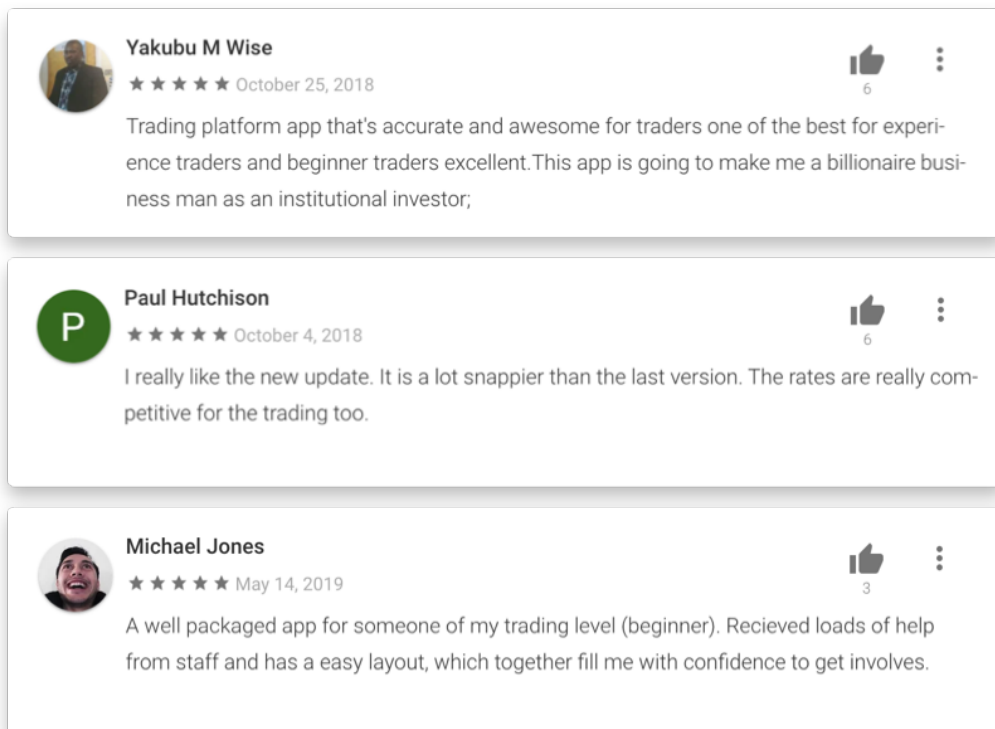 Yakubu M Wise
★ ★ ★ ★ ★ October 25, 2018
6
Trading platform app that's accurate and awesome for traders one of the best for experi-
ence traders and beginner traders excellent.This app is going to make me a billionaire busi-
ness man as an institutional investor;
P
Paul Hutchison
★ ★ ★ ★ ★ October 4, 2018
6
I really like the new update. It is a lot snappier than the last version. The rates are really com-
petitive for the trading too.
Michael Jones
★ ★ ★ ★ ★ May 14, 2019
3
A well packaged app for someone of my trading level (beginner). Recieved loads of help
from staff and has a easy layout, which together fill me with confidence to get involves.